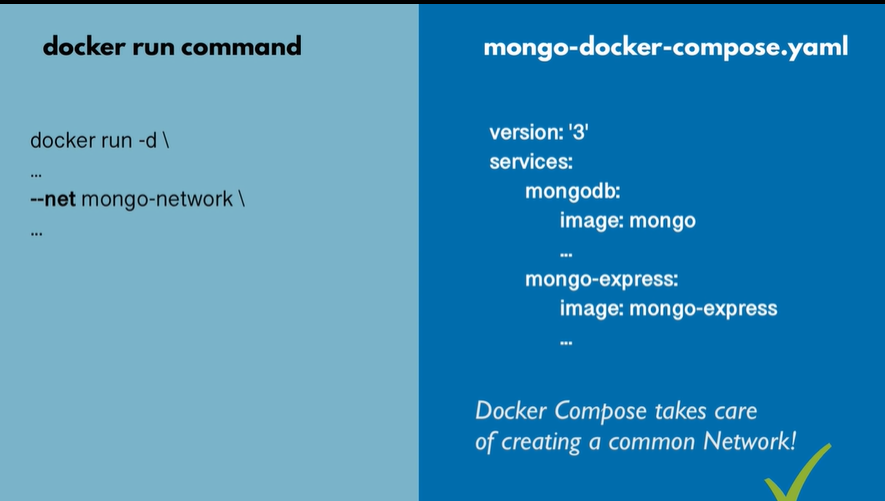 docker run command
docker run -d \
...
--net mongo-network \
...
mongo-docker-compose.yaml
version: '3'
services:
mongodb:
image: mongo
...
mongo-express:
image: mongo-express
...
Docker Compose takes care
of creating a common Network!